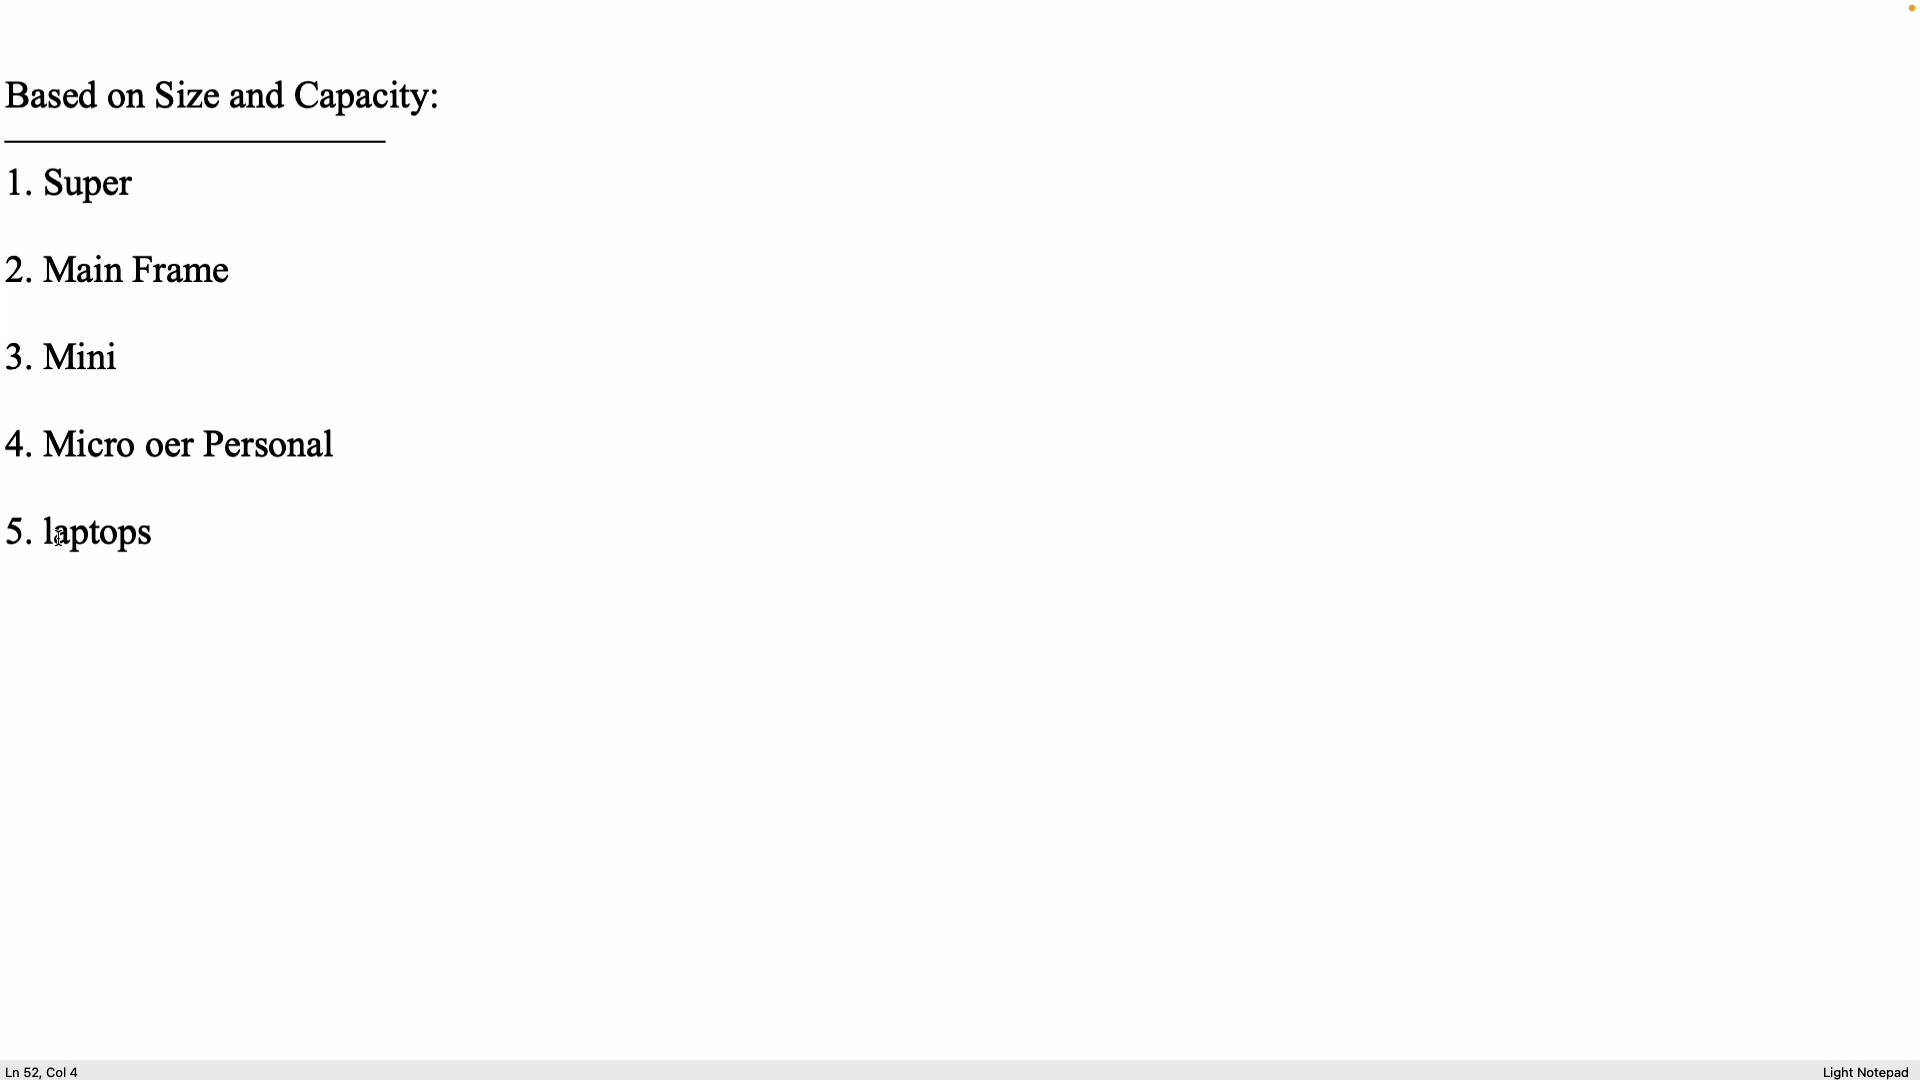 Based on Size and Capacity:
1. Super
2. Main Frame
3. Mini
4. Micro oer Personal
5. laptops
Ln 52, Col 4
Light Notepad